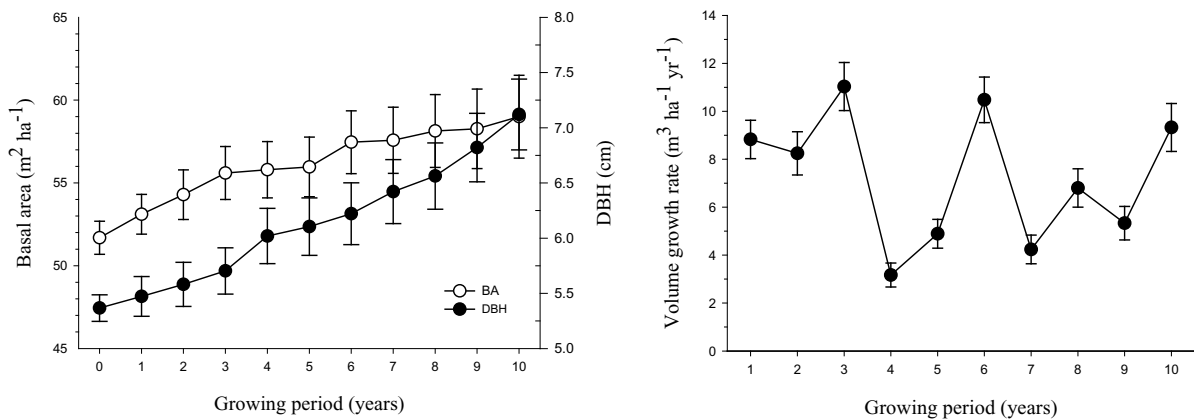 65
60
55
50
45
Basal area (m² ha⁻¹)
8.0
7.5
7.0
6.5
6.0
5.5
5.0
DBH (cm)
BA
DBH
0 1 2 3 4 5 6 7 8 9 10
Growing period (years)
14
12
10
8
6
4
2
0
Volume growth rate (m³ ha⁻¹ yr⁻¹)
1 2 3 4 5 6 7 8 9 10
Growing period (years)